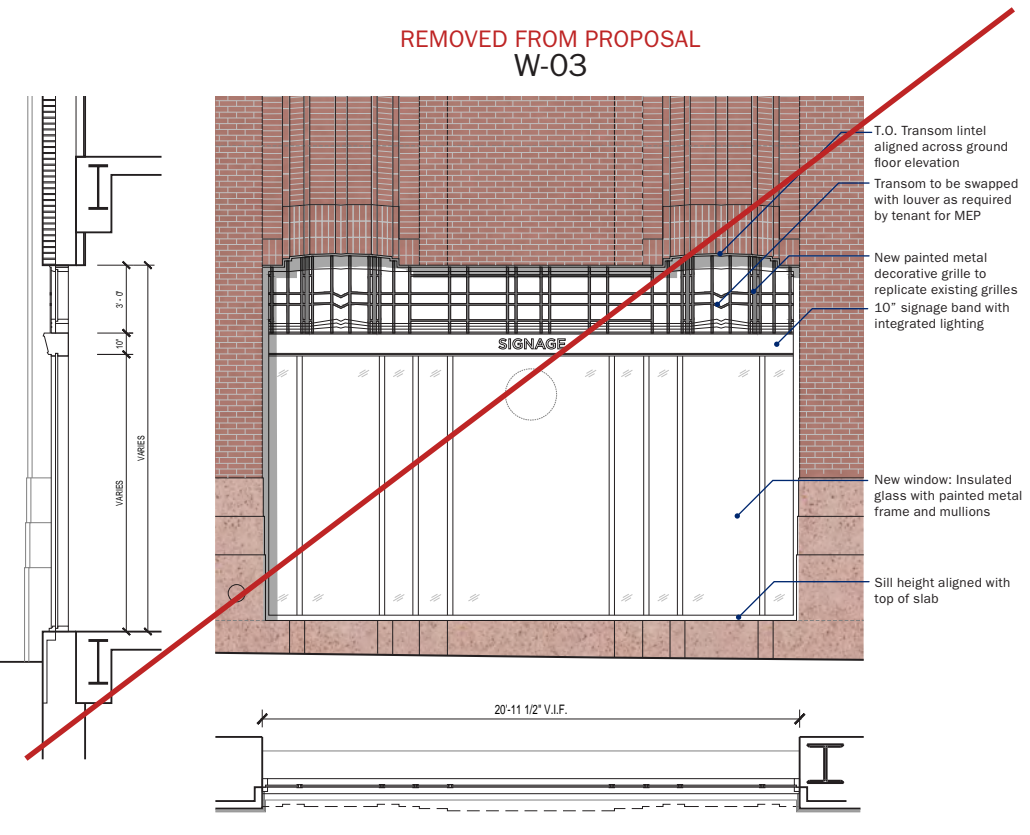 REMOVED FROM PROPOSAL
W-03
T.O. Transom lintel
aligned across ground
floor elevation
Transom to be swapped
with louver as required
by tenant for MEP
New painted metal
decorative grille to
replicate existing grilles
10” signage band with
integrated lighting
SIGNAGE
New window: Insulated
glass with painted metal
frame and mullions
Sill height aligned with
top of slab
3' - 0"
10"
VARIES
VARIES
20'-11 1/2" V.I.F.